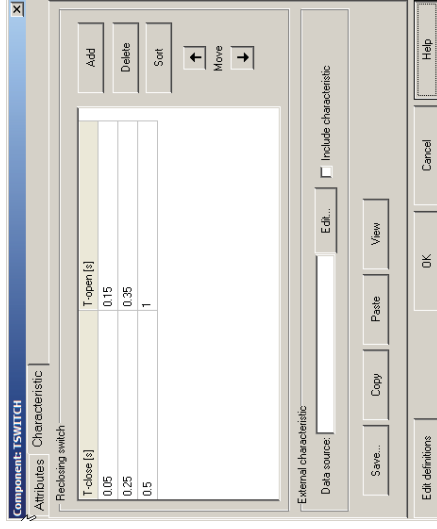 Component: TSWITCH
Attributes Characteristic
Reclosing switch
T-close [s] T-open [s]
0.05 0.15
0.25 0.35
0.5 1
Add
Delete
Sort
Move
External characteristic
Data source: Edit... Include characteristic
Save... Copy Paste View
Edit definitions OK Cancel Help